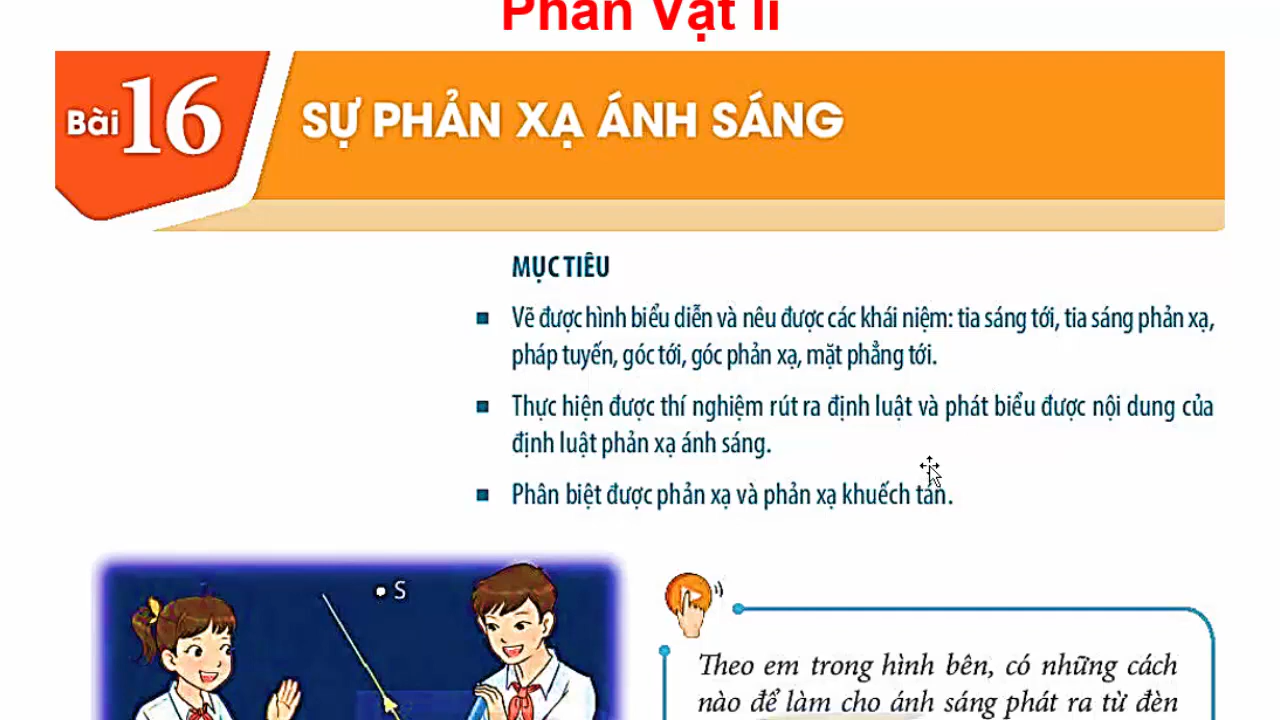 Phần Vật lí
Bài 16
SỰ PHẢN XẠ ÁNH SÁNG
MỤC TIÊU
Vẽ được hình biểu diễn và nêu được các khái niệm: tia sáng tới, tia sáng phản xạ,
pháp tuyến, góc tới, góc phản xạ, mặt phẳng tới.
Thực hiện được thí nghiệm rút ra định luật và phát biểu được nội dung của
định luật phản xạ ánh sáng.
Phân biệt được phản xạ và phản xạ khuếch tán.
S
Theo em trong hình bên, có những cách
nào để làm cho ánh sáng phát ra từ đèn